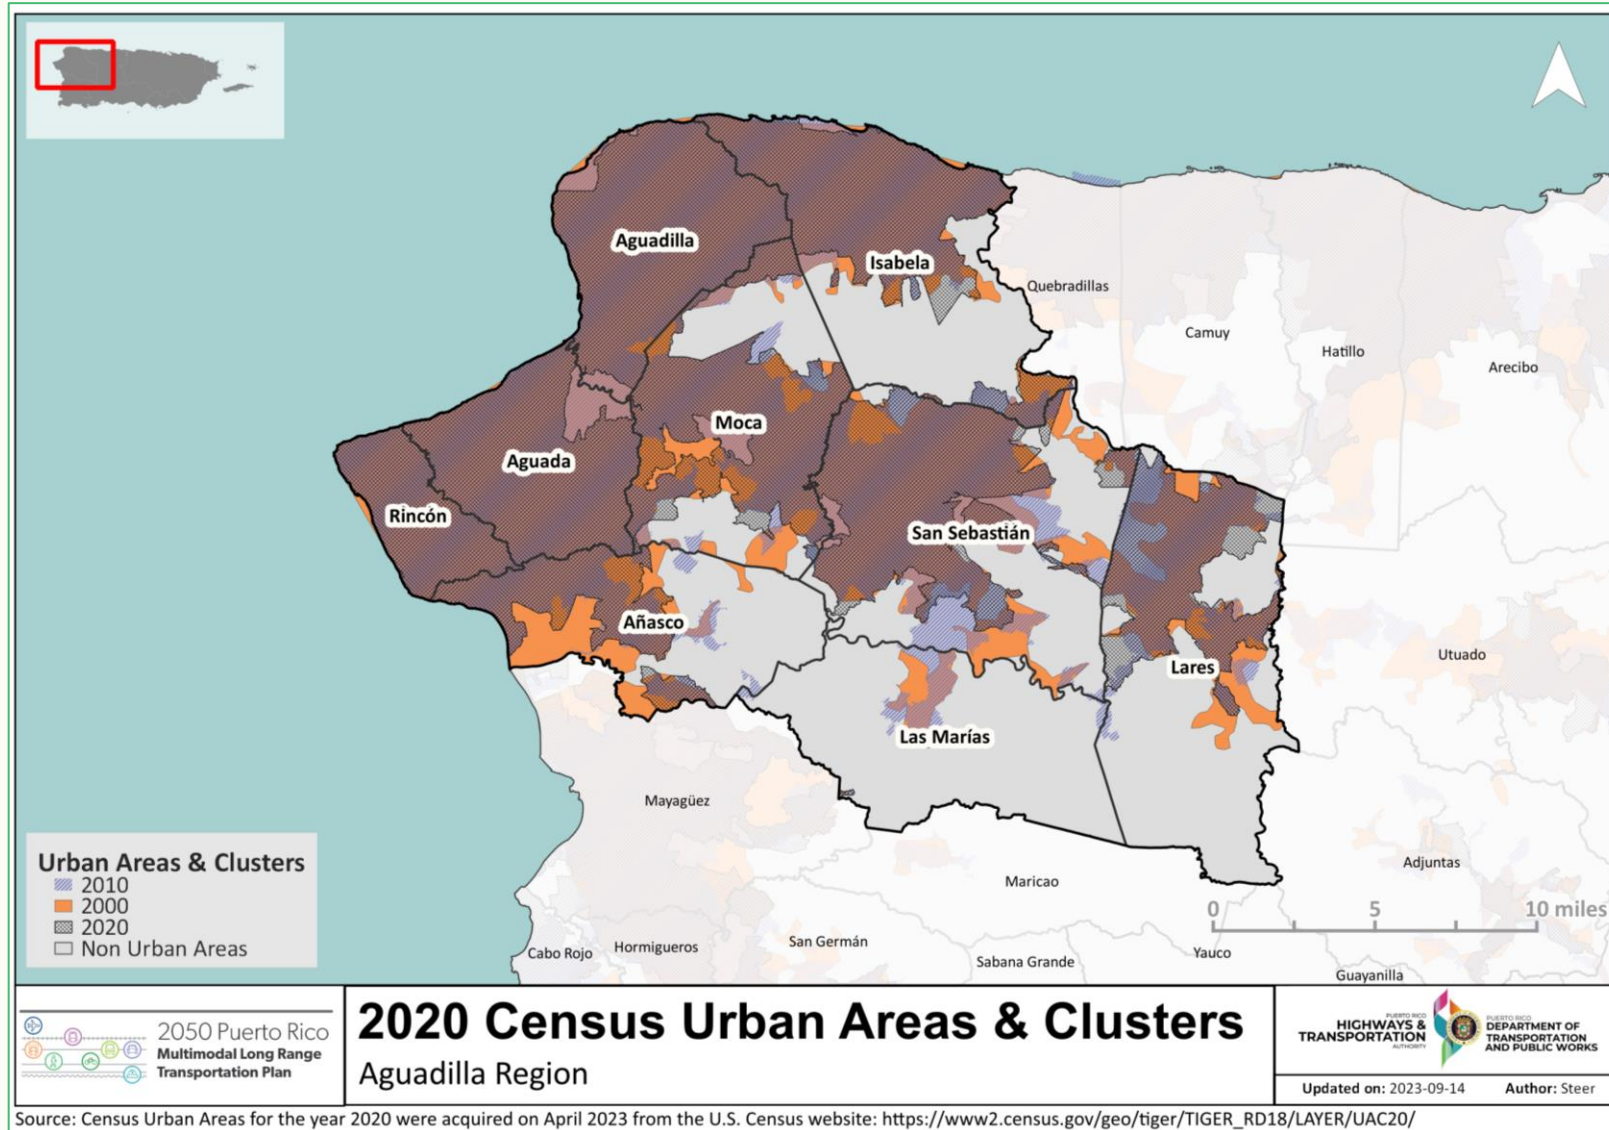 Aguadilla
Isabela
Quebradillas
Camuy
Hatillo
Arecibo
Moca
Aguada
Rincón
San Sebastián
Añasco
Lares
Utuado
Las Marías
Mayagüez
Maricao
Adjuntas
Cabo Rojo
Hormigueros
San Germán
Sabana Grande
Yauco
Guayanilla
0 5 10 miles
Urban Areas & Clusters
2010
2000
2020
Non Urban Areas
2050 Puerto Rico
Multimodal Long Range
Transportation Plan
2020 Census Urban Areas & Clusters
Aguadilla Region
PUERTO RICO
HIGHWAYS &
TRANSPORTATION
AUTHORITY
PUERTO RICO
DEPARTMENT OF
TRANSPORTATION
AND PUBLIC WORKS
Updated on: 2023-09-14 Author: Steer
Source: Census Urban Areas for the year 2020 were acquired on April 2023 from the U.S. Census website: https://www2.census.gov/geo/tiger/TIGER_RD18/LAYER/UAC20/